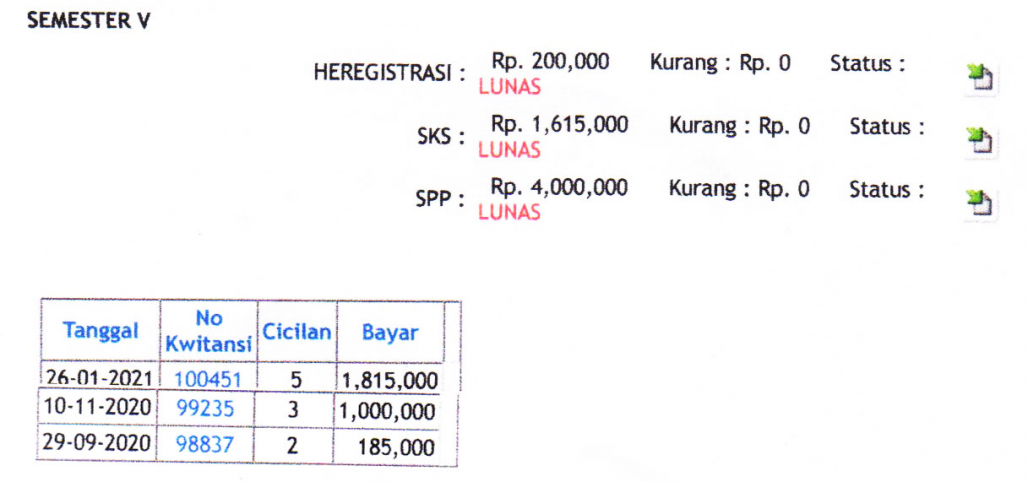 SEMESTER V
HEREGISTRASI : Rp. 200,000 Kurang : Rp. 0 Status :
LUNAS
SKS : Rp. 1,615,000 Kurang : Rp. 0 Status :
LUNAS
SPP : Rp. 4,000,000 Kurang : Rp. 0 Status :
LUNAS
Tanggal No Kwitansi Cicilan Bayar
26-01-2021 100451 5 1,815,000
10-11-2020 99235 3 1,000,000
29-09-2020 98837 2 185,000